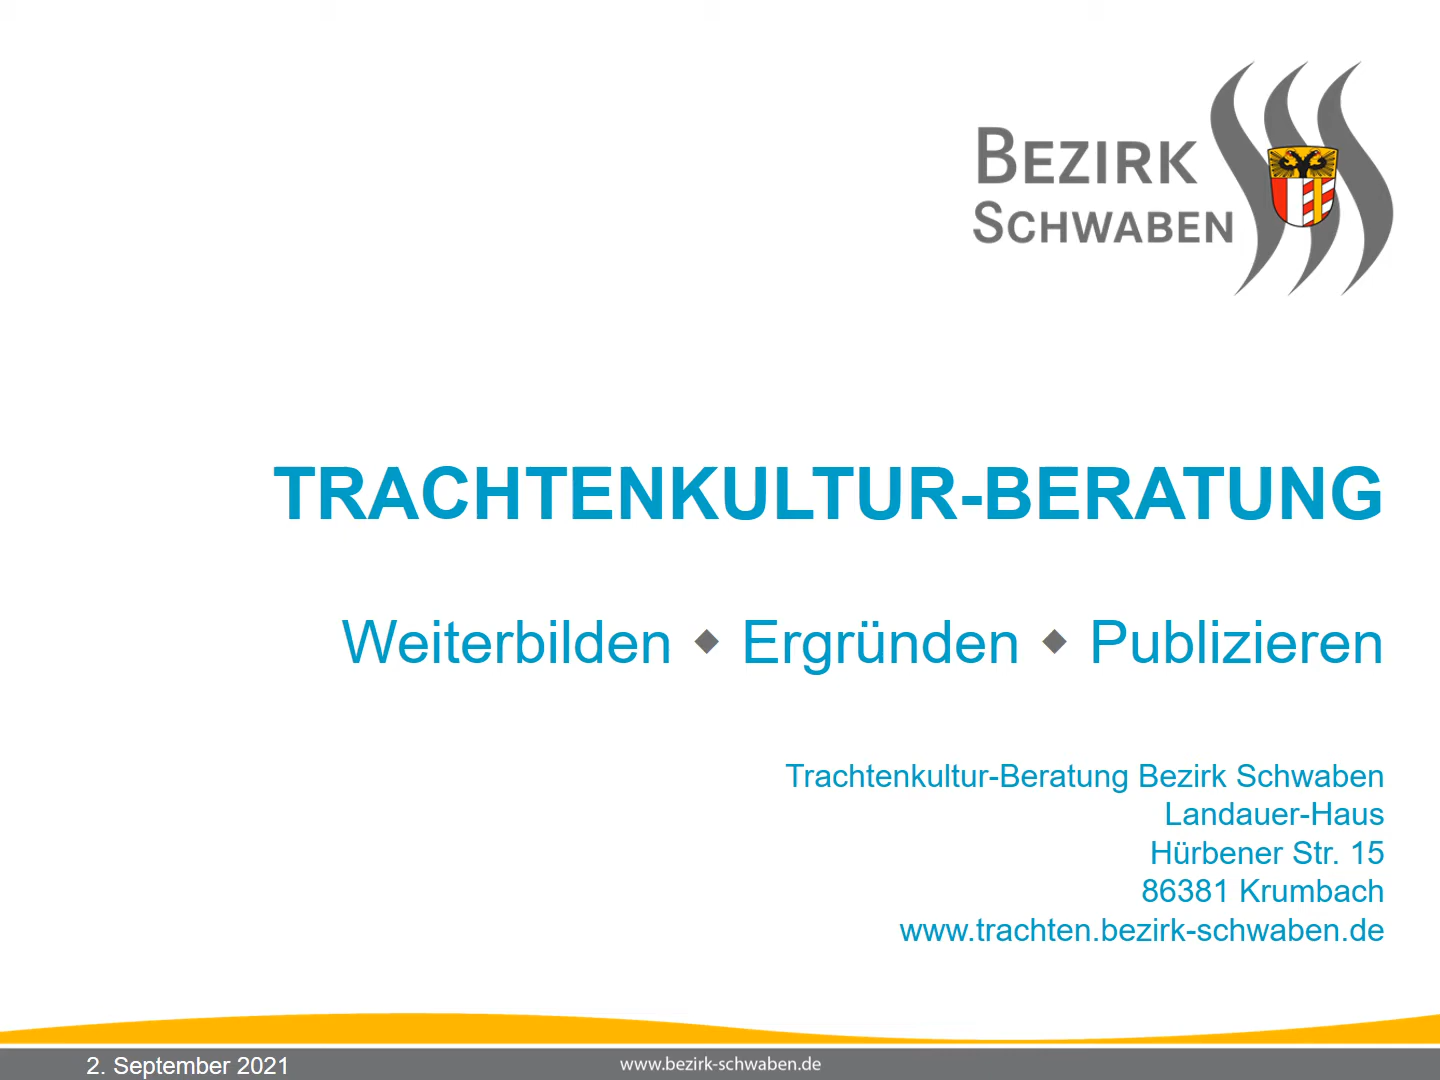 BEZIRK
SCHWABEN
TRACHTENKULTUR-BERATUNG
Weiterbilden ◆ Ergründen ◆ Publizieren
Trachtenkultur-Beratung Bezirk Schwaben
Landauer-Haus
Hürbener Str. 15
86381 Krumbach
www.trachten.bezirk-schwaben.de
2. September 2021
www.bezirk-schwaben.de